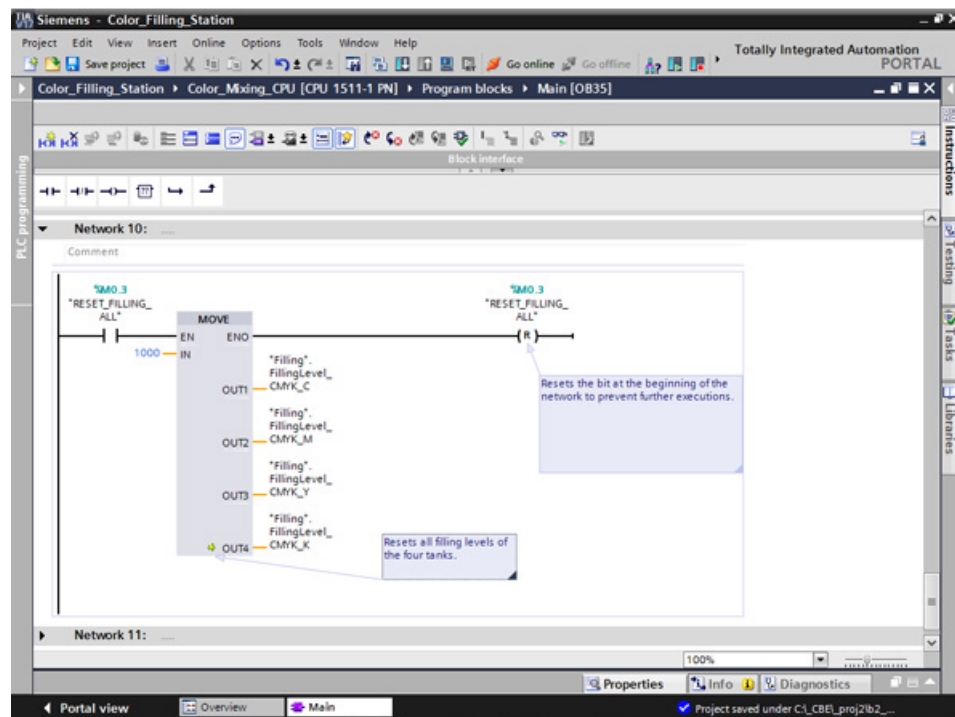 Siemens - Color_Filling_Station
Project Edit View Insert Online Options Tools Window Help
Totally Integrated Automation
PORTAL
Save project
Go online
Go offline
Color_Filling_Station ▸ Color_Mixing_CPU [CPU 1511-1 PN] ▸ Program blocks ▸ Main [OB35]
Block interface
PLC programming
Instructions
Testing
Tasks
Libraries
Network 10: .....
Comment
%M0.3
"RESET_FILLING_
ALL"
%M0.3
"RESET_FILLING_
ALL"
MOVE
EN ENO
( R )
1000 IN
OUT1
"Filling".
FillingLevel_
CMYK_C
OUT2
"Filling".
FillingLevel_
CMYK_M
OUT3
"Filling".
FillingLevel_
CMYK_Y
OUT4
"Filling".
FillingLevel_
CMYK_K
Resets the bit at the beginning of the
network to prevent further executions.
Resets all filling levels of
the four tanks.
Network 11: .....
100%
Properties
Info
Diagnostics
Portal view
Overview
Main
Project saved under C:\_CBE\_proj2\b2_...